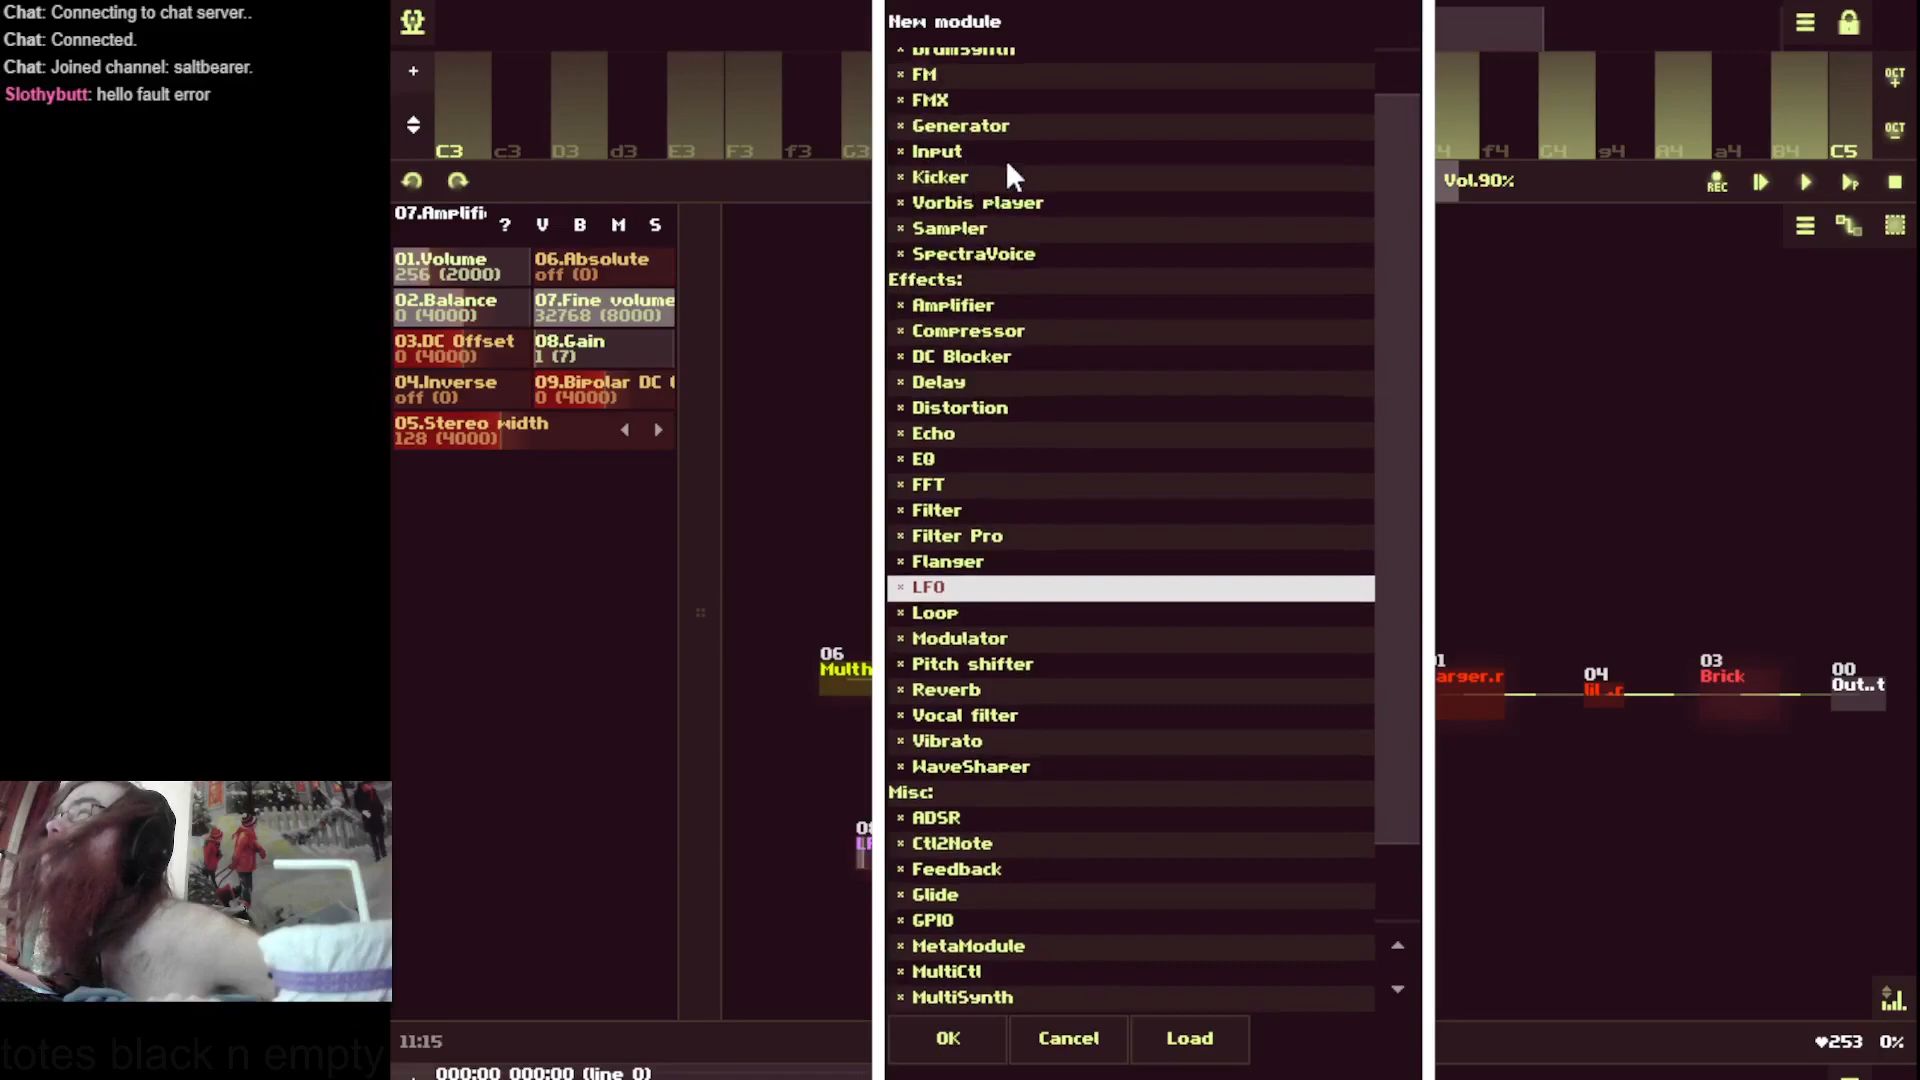 Chat: Connecting to chat server..
Chat: Connected.
Chat: Joined channel: saltbearer.
Slothybutt: hello fault error
New module
Drumsynth
FM
FMX
Generator
Input
Kicker
Vorbis player
Sampler
SpectraVoice
Effects:
Amplifier
Compressor
DC Blocker
Delay
Distortion
Echo
EQ
FFT
Filter
Filter Pro
Flanger
LFO
Loop
Modulator
Pitch shifter
Reverb
Vocal filter
Vibrato
WaveShaper
Misc:
ADSR
Ctl2Note
Feedback
Glide
GPIO
MetaModule
MultiCtl
MultiSynth
OK Cancel Load
C3 c3 D3 d3 E3 F3 f3 G3
f4 G4 g4 A4 a4 B4 C5
OCT
+
OCT
-
Vol.90%
REC
07.Amplifi
? V B M S
01.Volume
256 (2000)
06.Absolute
off (0)
02.Balance
0 (4000)
07.Fine volume
32768 (8000)
03.DC Offset
0 (4000)
08.Gain
1 (7)
04.Inverse
off (0)
09.Bipolar DC
0 (4000)
05.Stereo width
128 (4000)
06
04
03
Brick
00
Out..t
11:15
♥253 0%
000:00 000:00 (line 0)
totes black n empty